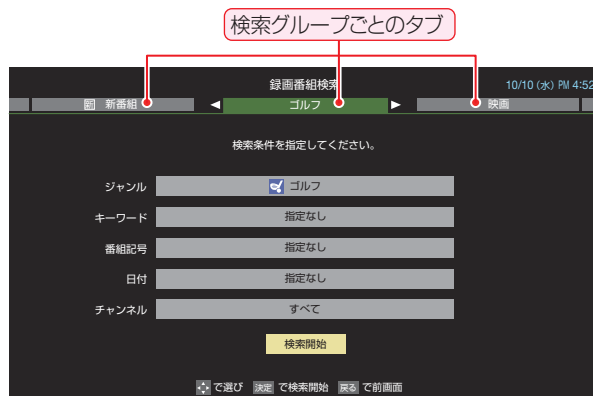 検索グループごとのタブ
録画番組検索
10/10 (水) PM 4:52
新 新番組
ゴルフ
映画
検索条件を指定してください。
ジャンル ゴルフ
キーワード 指定なし
番組記号 指定なし
日付 指定なし
チャンネル すべて
検索開始
で選び 決定 で検索開始 戻る で前画面